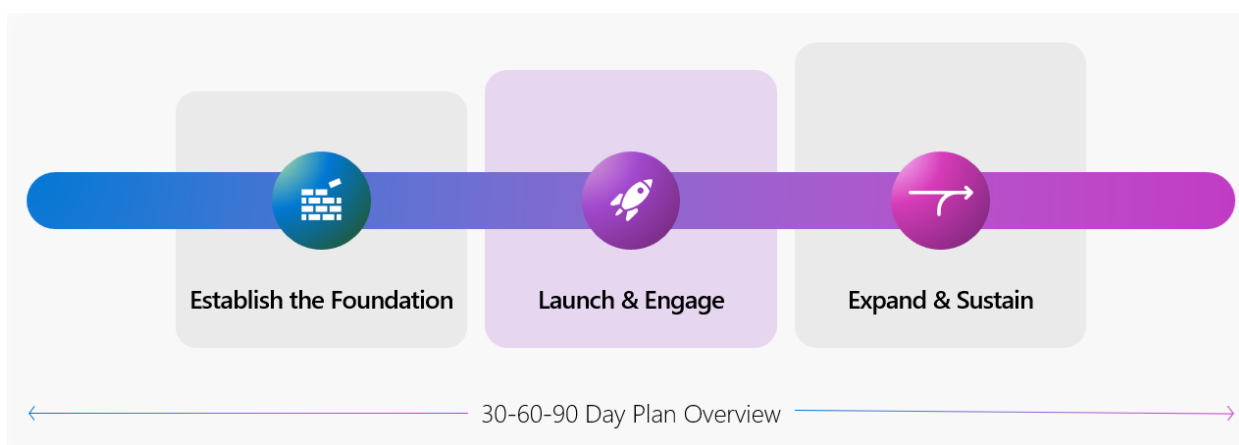 Establish the Foundation
Launch & Engage
Expand & Sustain
30-60-90 Day Plan Overview